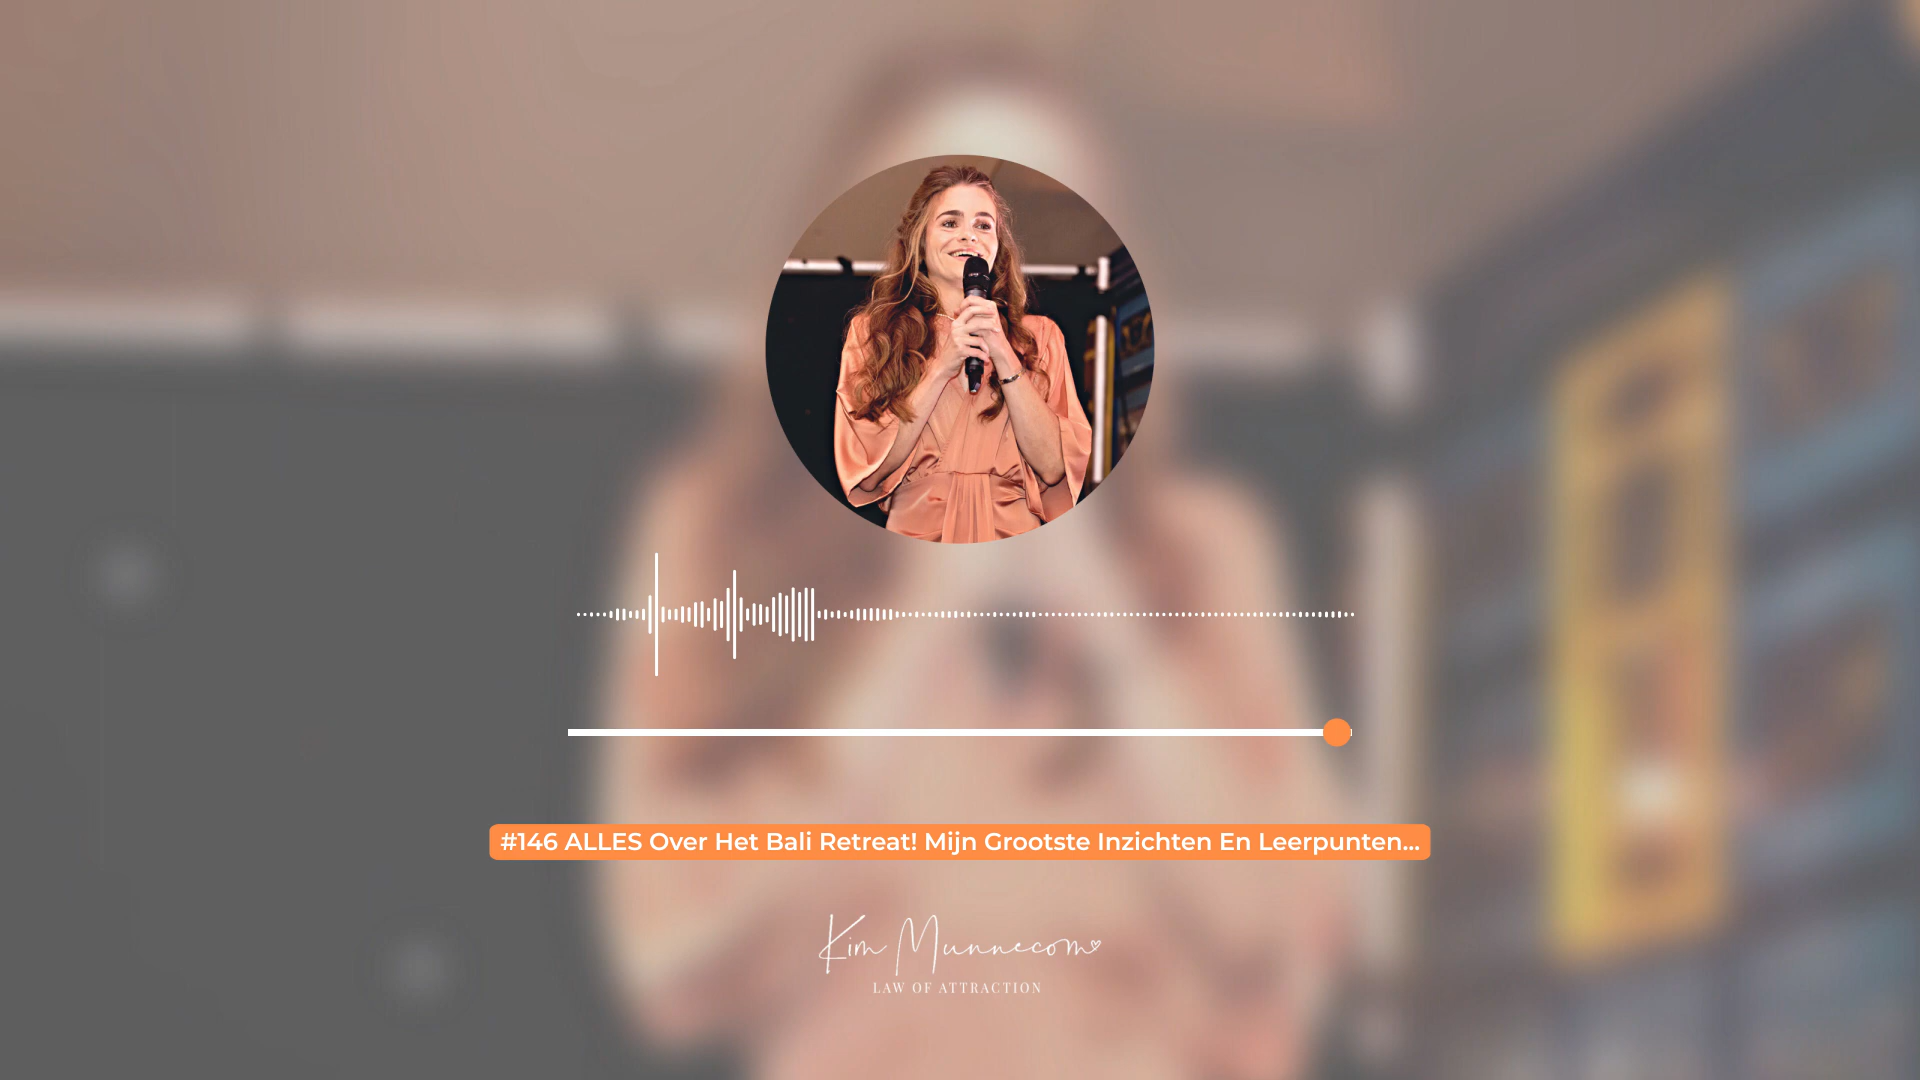 #146 ALLES Over Het Bali Retreat! Mijn Grootste Inzichten En Leerpunten...
Kim Munnecom
LAW OF ATTRACTION